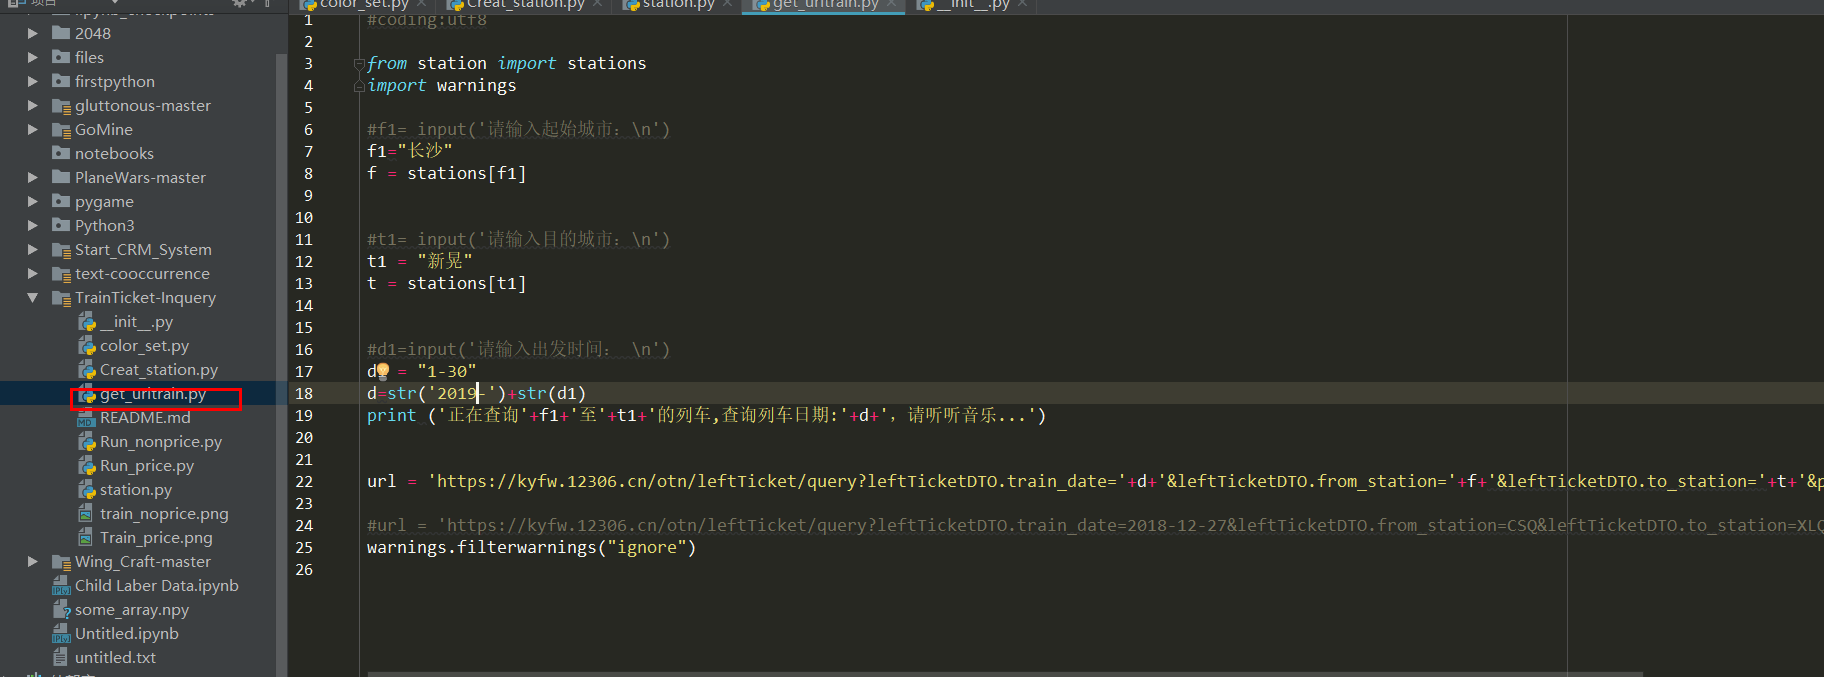 项目
color_set.py
Creat_station.py
station.py
get_uritrain.py
__init__.py
.ipynb_checkpoints
2048
files
firstpython
gluttonous-master
GoMine
notebooks
PlaneWars-master
pygame
Python3
Start_CRM_System
text-cooccurrence
TrainTicket-Inquery
__init__.py
color_set.py
Creat_station.py
get_uritrain.py
README.md
Run_nonprice.py
Run_price.py
station.py
train_noprice.png
Train_price.png
Wing_Craft-master
Child Laber Data.ipynb
some_array.npy
Untitled.ipynb
untitled.txt
1 #coding:utf8
2
3 from station import stations
4 import warnings
5
6 #f1= input('请输入起始城市：\n')
7 f1="长沙"
8 f = stations[f1]
9
10
11 #t1= input('请输入目的城市：\n')
12 t1 = "新晃"
13 t = stations[t1]
14
15
16 #d1=input('请输入出发时间： \n')
17 d = "1-30"
18 d=str('2019-')+str(d1)
19 print ('正在查询'+f1+'至'+t1+'的列车,查询列车日期:'+d+'，请听听音乐...')
20
21
22 url = 'https://kyfw.12306.cn/otn/leftTicket/query?leftTicketDTO.train_date='+d+'&leftTicketDTO.from_station='+f+'&leftTicketDTO.to_station='+t+'&p
23
24 #url = 'https://kyfw.12306.cn/otn/leftTicket/query?leftTicketDTO.train_date=2018-12-27&leftTicketDTO.from_station=CSQ&leftTicketDTO.to_station=XLQ
25 warnings.filterwarnings("ignore")
26